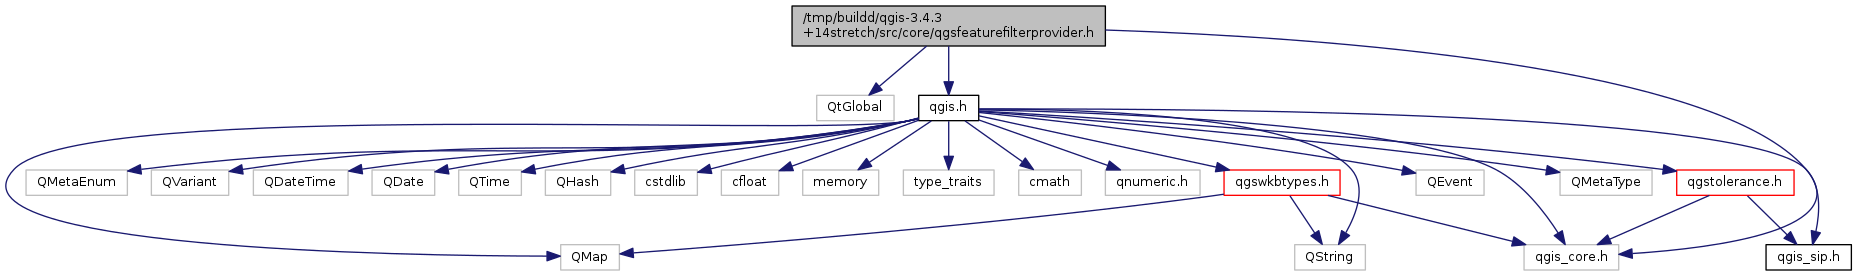 /tmp/buildd/qgis-3.4.3
+14stretch/src/core/qgsfeaturefilterprovider.h
QtGlobal
qgis.h
QMetaEnum
QVariant
QDateTime
QDate
QTime
QHash
cstdlib
cfloat
memory
type_traits
cmath
qnumeric.h
qgswkbtypes.h
QEvent
QMetaType
qgstolerance.h
QMap
QString
qgis_core.h
qgis_sip.h